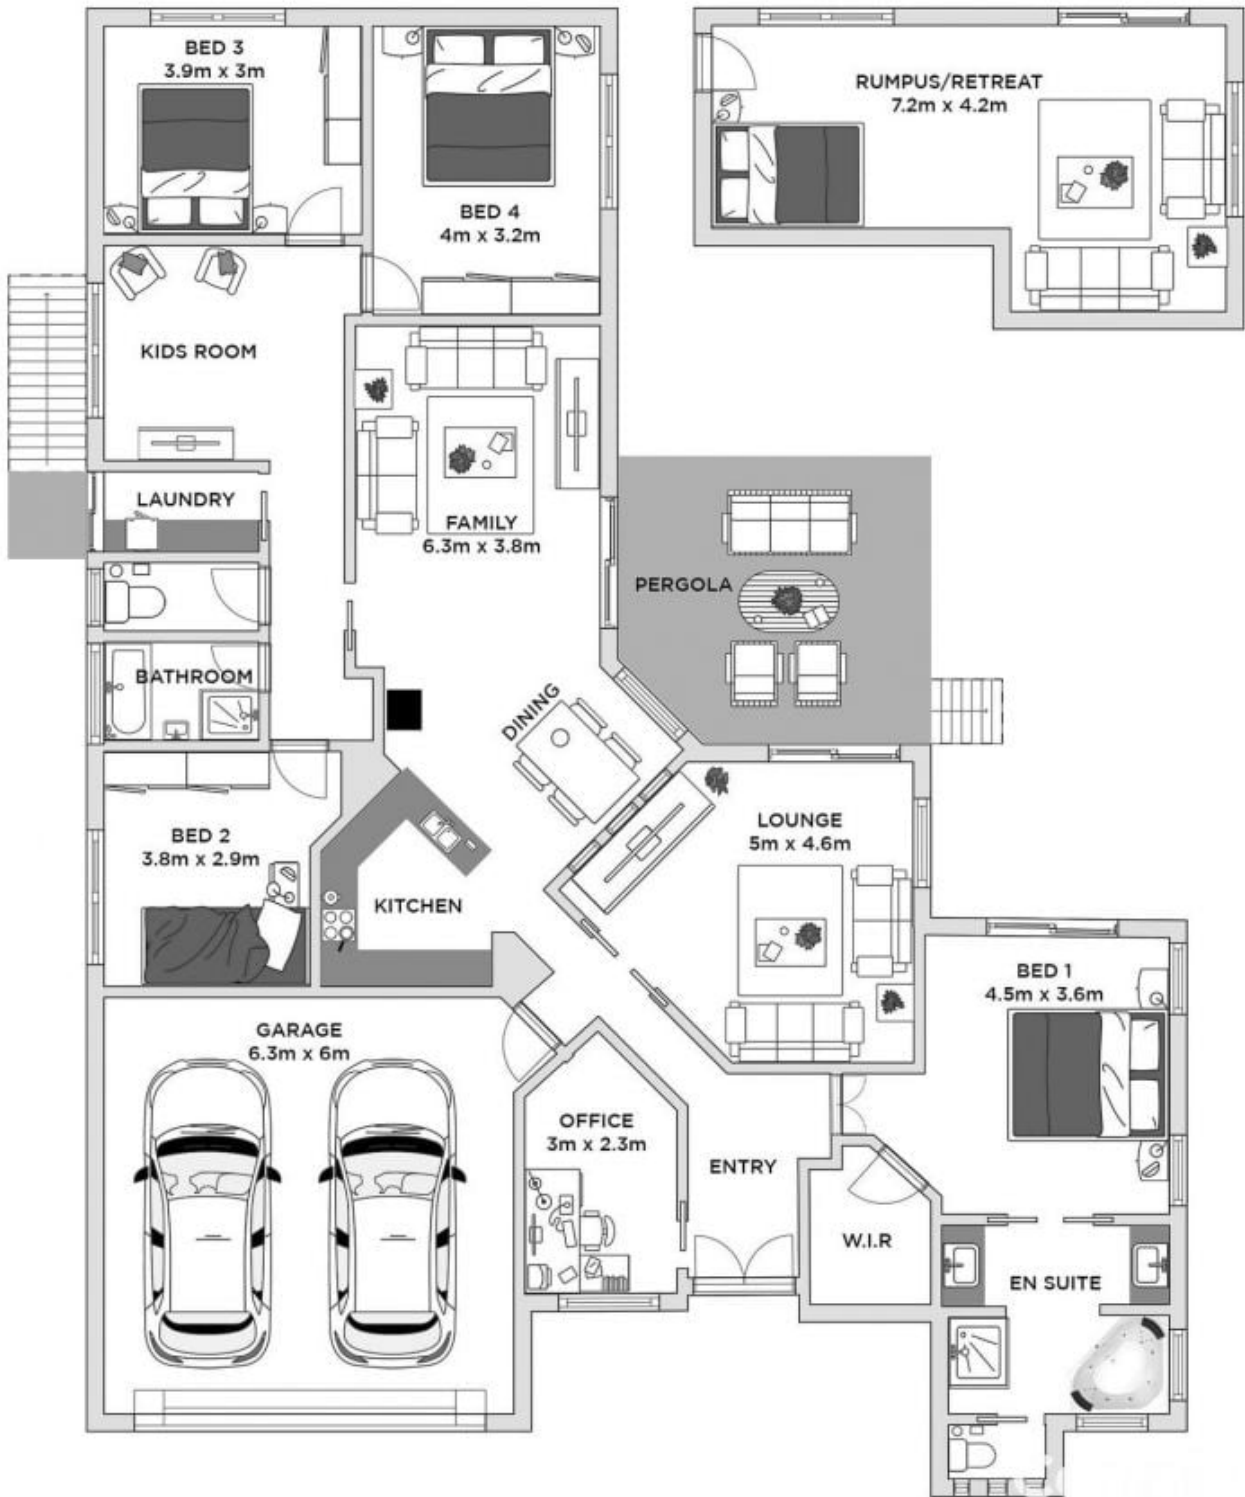 BED 3
3.9m x 3m
BED 4
4m x 3.2m
RUMPUS/RETREAT
7.2m x 4.2m
KIDS ROOM
LAUNDRY
FAMILY
6.3m x 3.8m
PERGOLA
BATHROOM
DINING
BED 2
3.8m x 2.9m
LOUNGE
5m x 4.6m
KITCHEN
BED 1
4.5m x 3.6m
GARAGE
6.3m x 6m
OFFICE
3m x 2.3m
ENTRY
W.I.R
EN SUITE